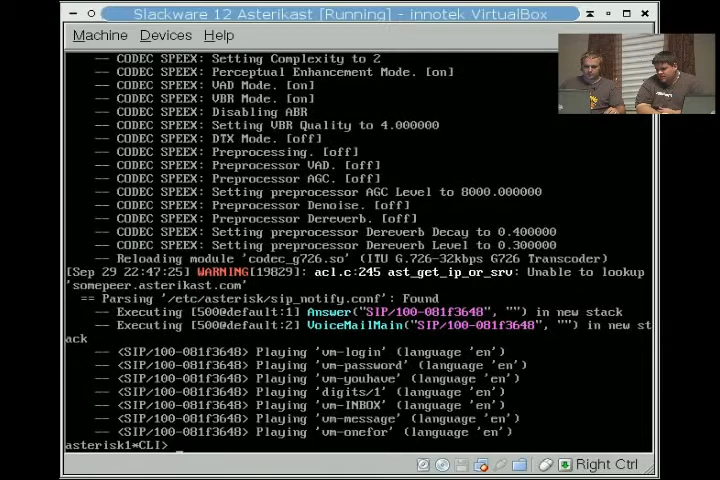 Slackware 12 Asterikast [Running] - innotek VirtualBox
Machine Devices Help
-- CODEC SPEEX: Setting Complexity to 2
-- CODEC SPEEX: Perceptual Enhancement Mode. [on]
-- CODEC SPEEX: VAD Mode. [on]
-- CODEC SPEEX: VBR Mode. [on]
-- CODEC SPEEX: Disabling ABR
-- CODEC SPEEX: Setting VBR Quality to 4.000000
-- CODEC SPEEX: DTX Mode. [off]
-- CODEC SPEEX: Preprocessing. [off]
-- CODEC SPEEX: Preprocessor VAD. [off]
-- CODEC SPEEX: Preprocessor AGC. [off]
-- CODEC SPEEX: Setting preprocessor AGC Level to 8000.000000
-- CODEC SPEEX: Preprocessor Denoise. [off]
-- CODEC SPEEX: Preprocessor Dereverb. [off]
-- CODEC SPEEX: Setting preprocessor Dereverb Decay to 0.400000
-- CODEC SPEEX: Setting preprocessor Dereverb Level to 0.300000
-- Reloading module 'codec_g726.so' (ITU G.726-32kbps G726 Transcoder)
[Sep 29 22:47:25] WARNING[19829]: acl.c:245 ast_get_ip_or_srv: Unable to lookup
'somepeer.asterikast.com'
== Parsing '/etc/asterisk/sip_notify.conf': Found
-- Executing [500@default:1] Answer("SIP/100-081f3648", "") in new stack
-- Executing [500@default:2] VoiceMailMain("SIP/100-081f3648", "") in new st
ack
-- <SIP/100-081f3648> Playing 'vm-login' (language 'en')
-- <SIP/100-081f3648> Playing 'vm-password' (language 'en')
-- <SIP/100-081f3648> Playing 'vm-youhave' (language 'en')
-- <SIP/100-081f3648> Playing 'digits/1' (language 'en')
-- <SIP/100-081f3648> Playing 'vm-INBOX' (language 'en')
-- <SIP/100-081f3648> Playing 'vm-message' (language 'en')
-- <SIP/100-081f3648> Playing 'vm-onefor' (language 'en')
asterisk1*CLI> _
Right Ctrl